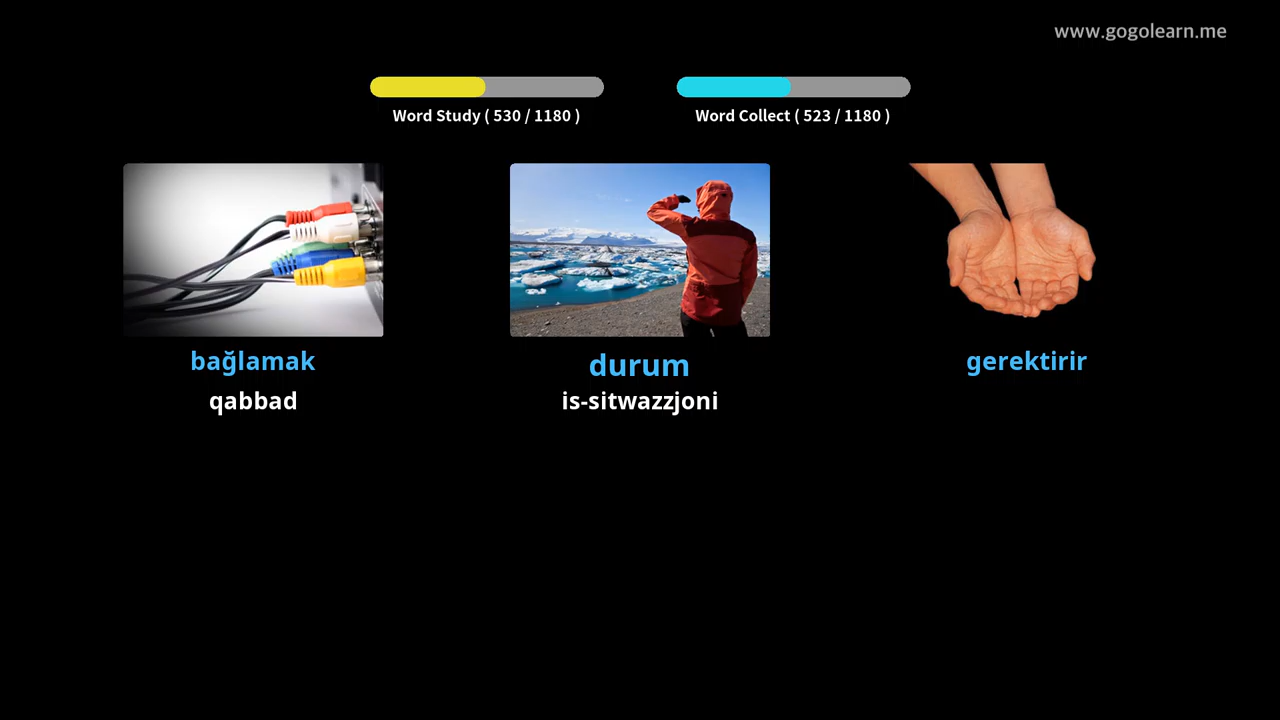 www.gogolearn.me
Word Study ( 530 / 1180 )
Word Collect ( 523 / 1180 )
bağlamak
qabbad
durum
is-sitwazzjoni
gerektirir